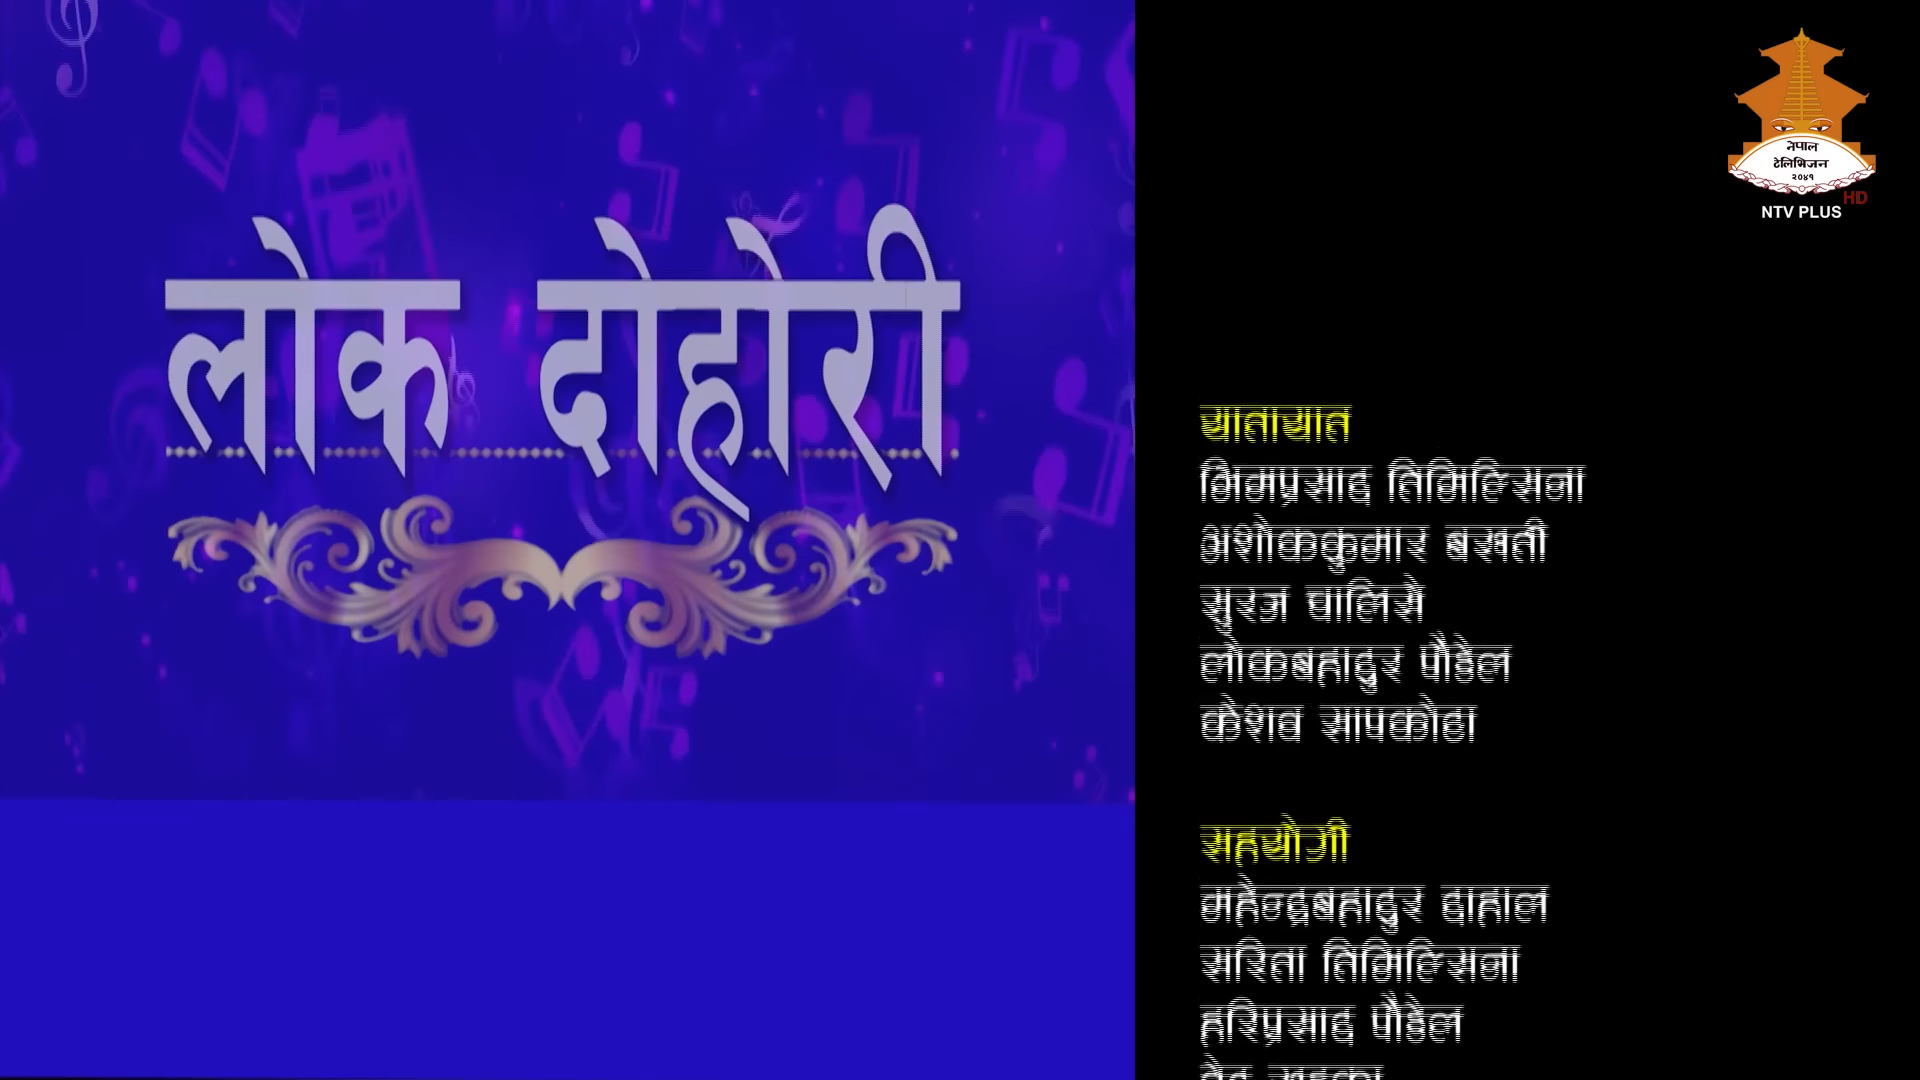 लोक दोहोरी
नेपाल
टेलिभिजन
२०४१
HD
NTV PLUS
यातायात
भिमप्रसाद तिमिल्सिना
अशोककुमार बखती
सुरज घालिसे
लोकबहादुर पौडेल
केशव सापकोटा
सहयोगी
महेन्द्रबहादुर दाहाल
सरिता तिमिल्सिना
हरिप्रसाद पौडेल